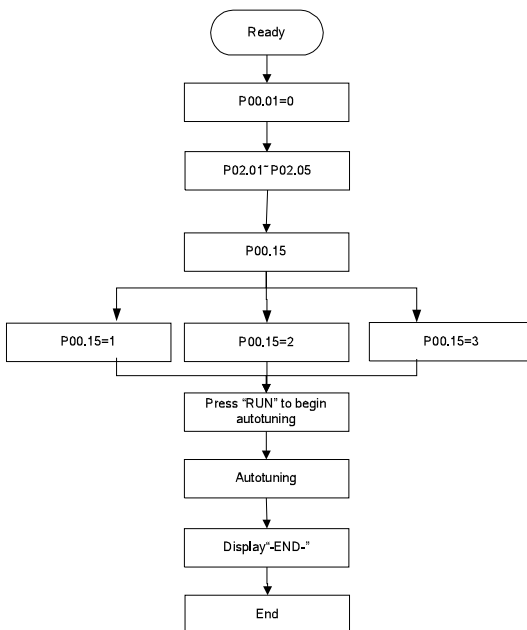 Ready
P00.01=0
P02.01~P02.05
P00.15
P00.15=1
P00.15=2
P00.15=3
Press “RUN” to begin
autotuning
Autotuning
Display“-END-”
End